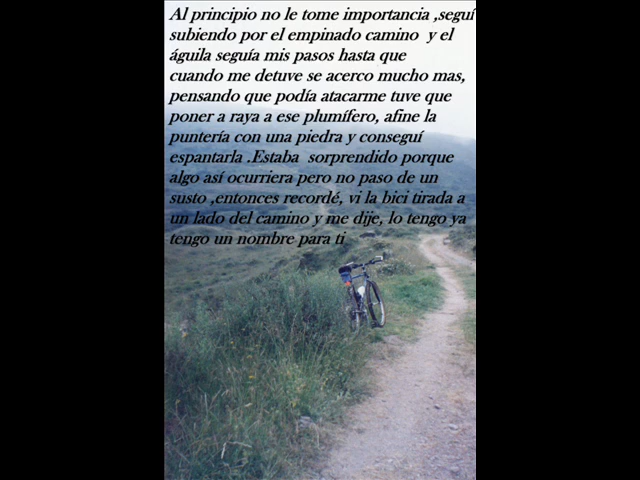 Al principio no le tome importancia ,seguí
subiendo por el empinado camino y el
águila seguía mis pasos hasta que
cuando me detuve se acerco mucho mas,
pensando que podía atacarme tuve que
poner a raya a ese plumífero, afine la
puntería con una piedra y conseguí
espantarla .Estaba sorprendido porque
algo así ocurriera pero no paso de un
susto ,entonces recordé, vi la bici tirada a
un lado del camino y me dije, lo tengo ya
tengo un nombre para ti